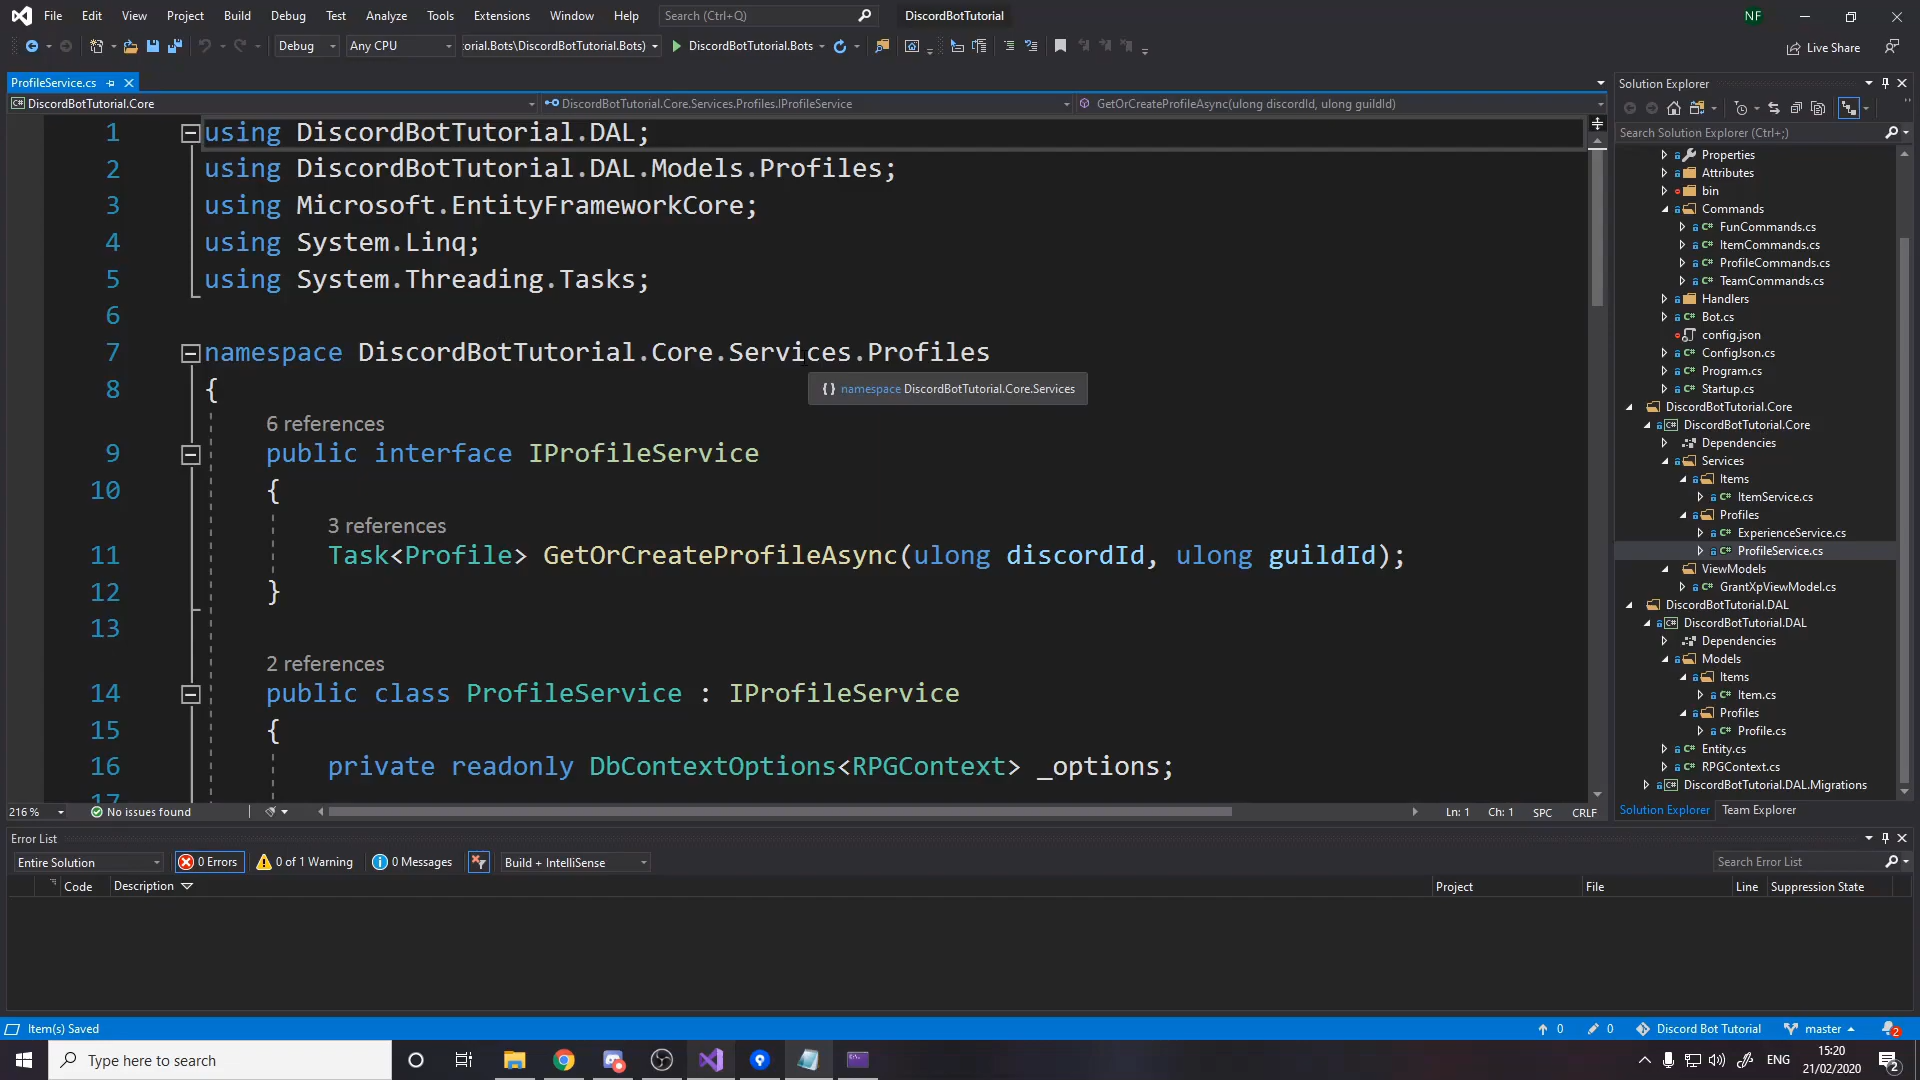 File Edit View Project Build Debug Test Analyze Tools Extensions Window Help Search (Ctrl+Q) DiscordBotTutorial NF
Debug Any CPU :orial.Bots\DiscordBotTutorial.Bots) DiscordBotTutorial.Bots Live Share
ProfileService.cs
DiscordBotTutorial.Core DiscordBotTutorial.Core.Services.Profiles.IProfileService GetOrCreateProfileAsync(ulong discordId, ulong guildId)
1 using DiscordBotTutorial.DAL;
2 using DiscordBotTutorial.DAL.Models.Profiles;
3 using Microsoft.EntityFrameworkCore;
4 using System.Linq;
5 using System.Threading.Tasks;
6
7 namespace DiscordBotTutorial.Core.Services.Profiles
8 {
{} namespace DiscordBotTutorial.Core.Services
6 references
9 public interface IProfileService
10 {
3 references
11 Task<Profile> GetOrCreateProfileAsync(ulong discordId, ulong guildId);
12 }
13
2 references
14 public class ProfileService : IProfileService
15 {
16 private readonly DbContextOptions<RPGContext> _options;
17
216 % No issues found Ln: 1 Ch: 1 SPC CRLF
Solution Explorer
Search Solution Explorer (Ctrl+;)
Properties
Attributes
bin
Commands
C# FunCommands.cs
C# ItemCommands.cs
C# ProfileCommands.cs
C# TeamCommands.cs
Handlers
C# Bot.cs
config.json
C# ConfigJson.cs
C# Program.cs
C# Startup.cs
DiscordBotTutorial.Core
C# DiscordBotTutorial.Core
Dependencies
Services
Items
C# ItemService.cs
Profiles
C# ExperienceService.cs
C# ProfileService.cs
ViewModels
C# GrantXpViewModel.cs
DiscordBotTutorial.DAL
C# DiscordBotTutorial.DAL
Dependencies
Models
Items
C# Item.cs
Profiles
C# Profile.cs
C# Entity.cs
C# RPGContext.cs
C# DiscordBotTutorial.DAL.Migrations
Solution Explorer Team Explorer
Error List
Entire Solution 0 Errors 0 of 1 Warning 0 Messages Build + IntelliSense Search Error List
Code Description Project File Line Suppression State
Item(s) Saved 0 0 Discord Bot Tutorial master 2
Type here to search ENG 15:20
21/02/2020 2